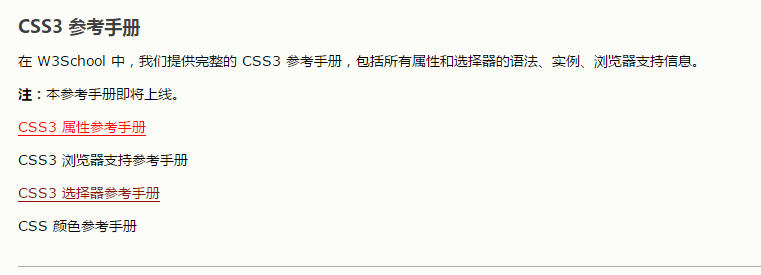 CSS3 参考手册
在 W3School 中，我们提供完整的 CSS3 参考手册，包括所有属性和选择器的语法、实例、浏览器支持信息。
注：本参考手册即将上线。
CSS3 属性参考手册
CSS3 浏览器支持参考手册
CSS3 选择器参考手册
CSS 颜色参考手册